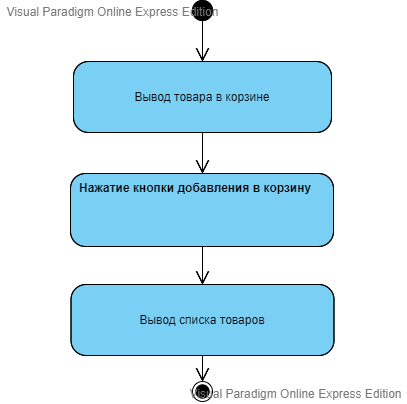 Visual Paradigm Online Express Edition
Вывод товара в корзине
Нажатие кнопки добавления в корзину
Вывод списка товаров
Visual Paradigm Online Express Edition